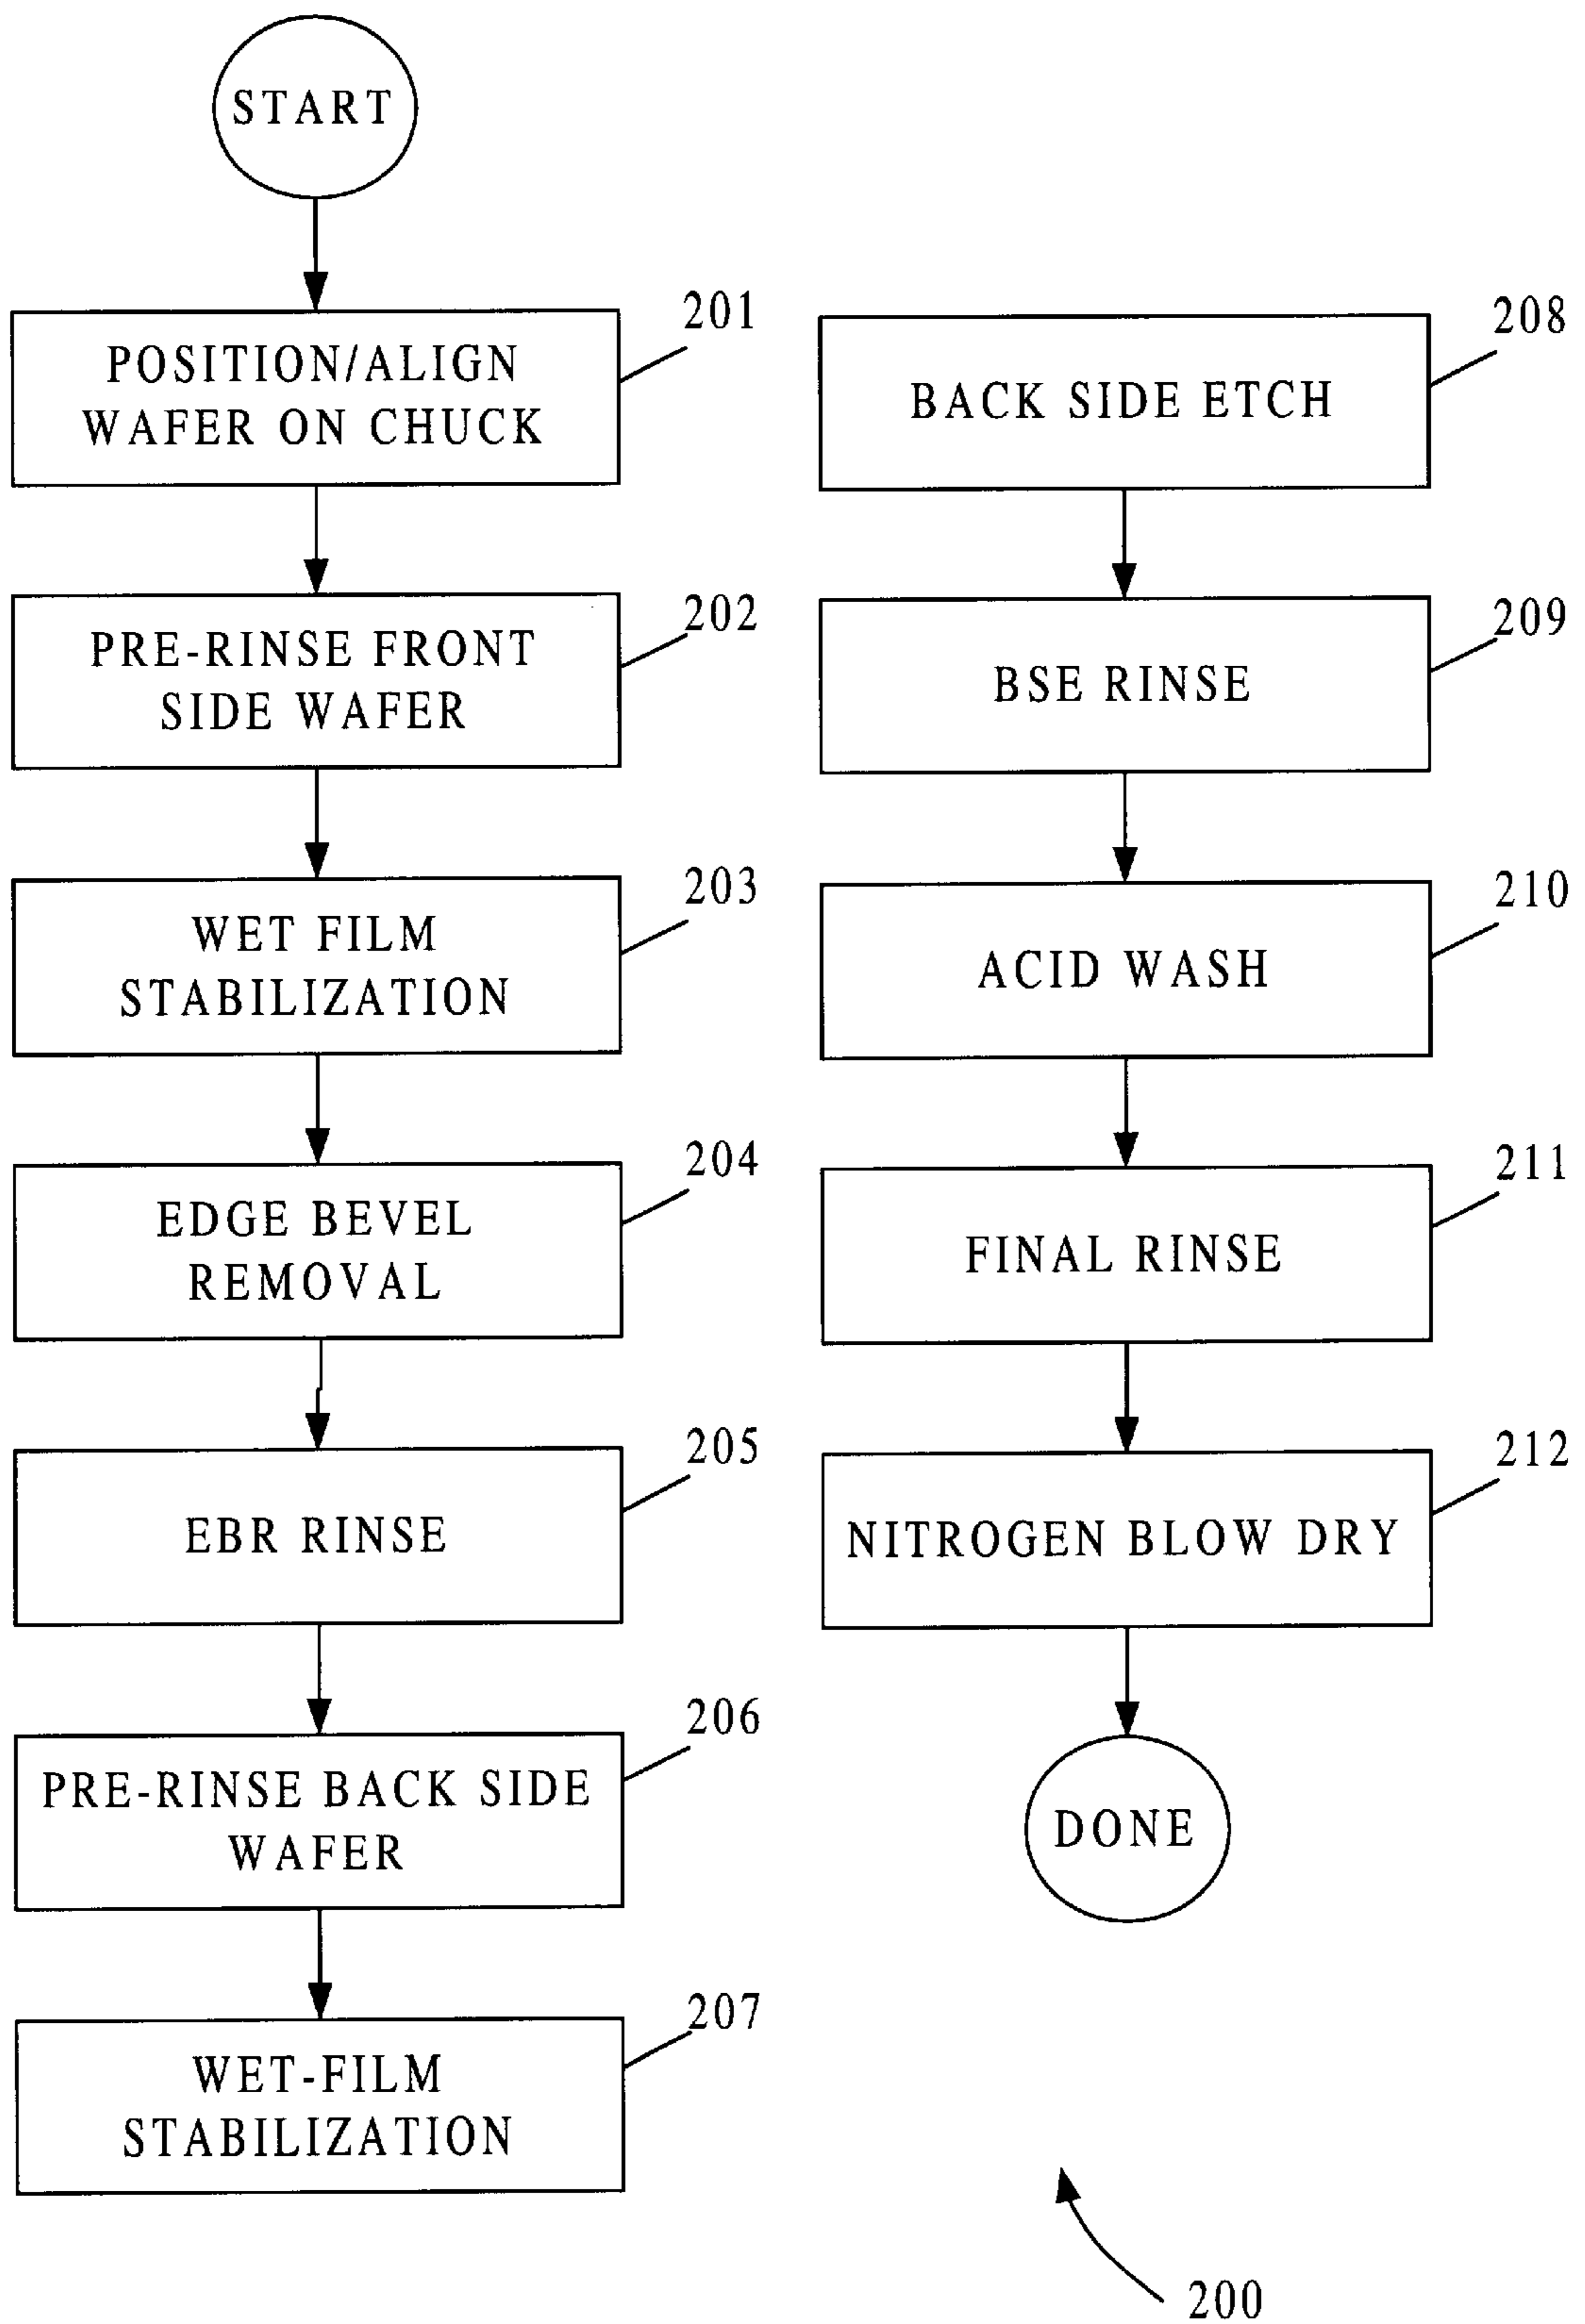 START
201
POSITION/ALIGN
WAFER ON CHUCK
202
PRE-RINSE FRONT
SIDE WAFER
203
WET FILM
STABILIZATION
204
EDGE BEVEL
REMOVAL
205
EBR RINSE
206
PRE-RINSE BACK SIDE
WAFER
207
WET-FILM
STABILIZATION
208
BACK SIDE ETCH
209
BSE RINSE
210
ACID WASH
211
FINAL RINSE
212
NITROGEN BLOW DRY
DONE
200